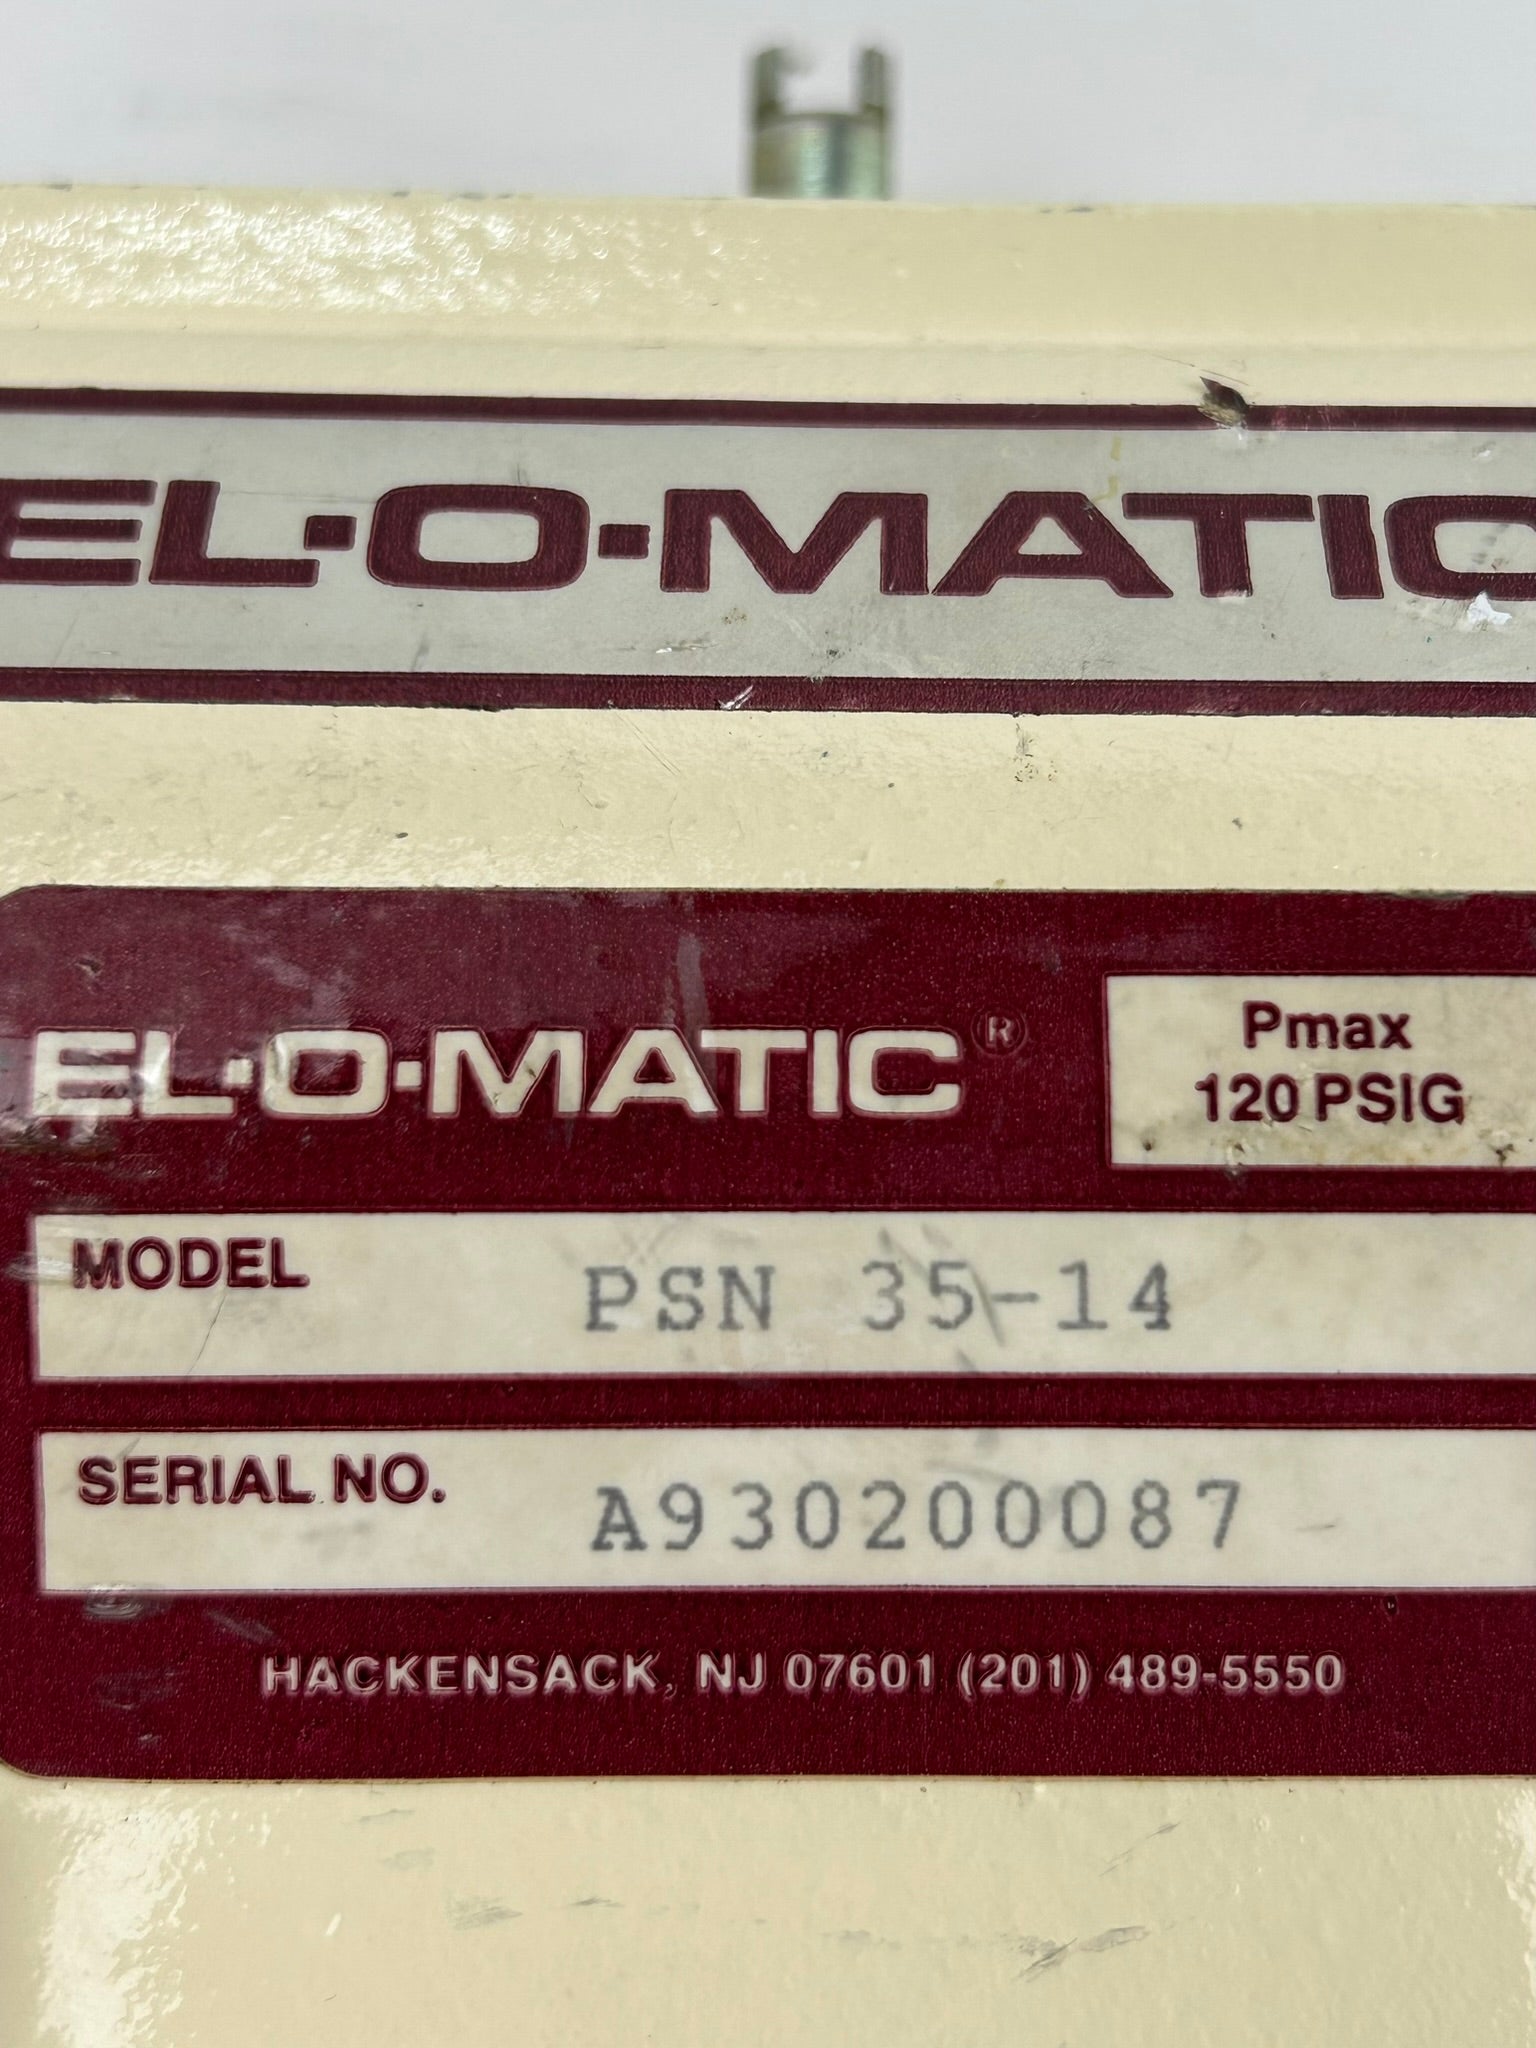 EL·O·MATIC
EL·O·MATIC®
Pmax
120 PSIG
MODEL PSN 35-14
SERIAL NO. A930200087
HACKENSACK, NJ 07601 (201) 489-5550